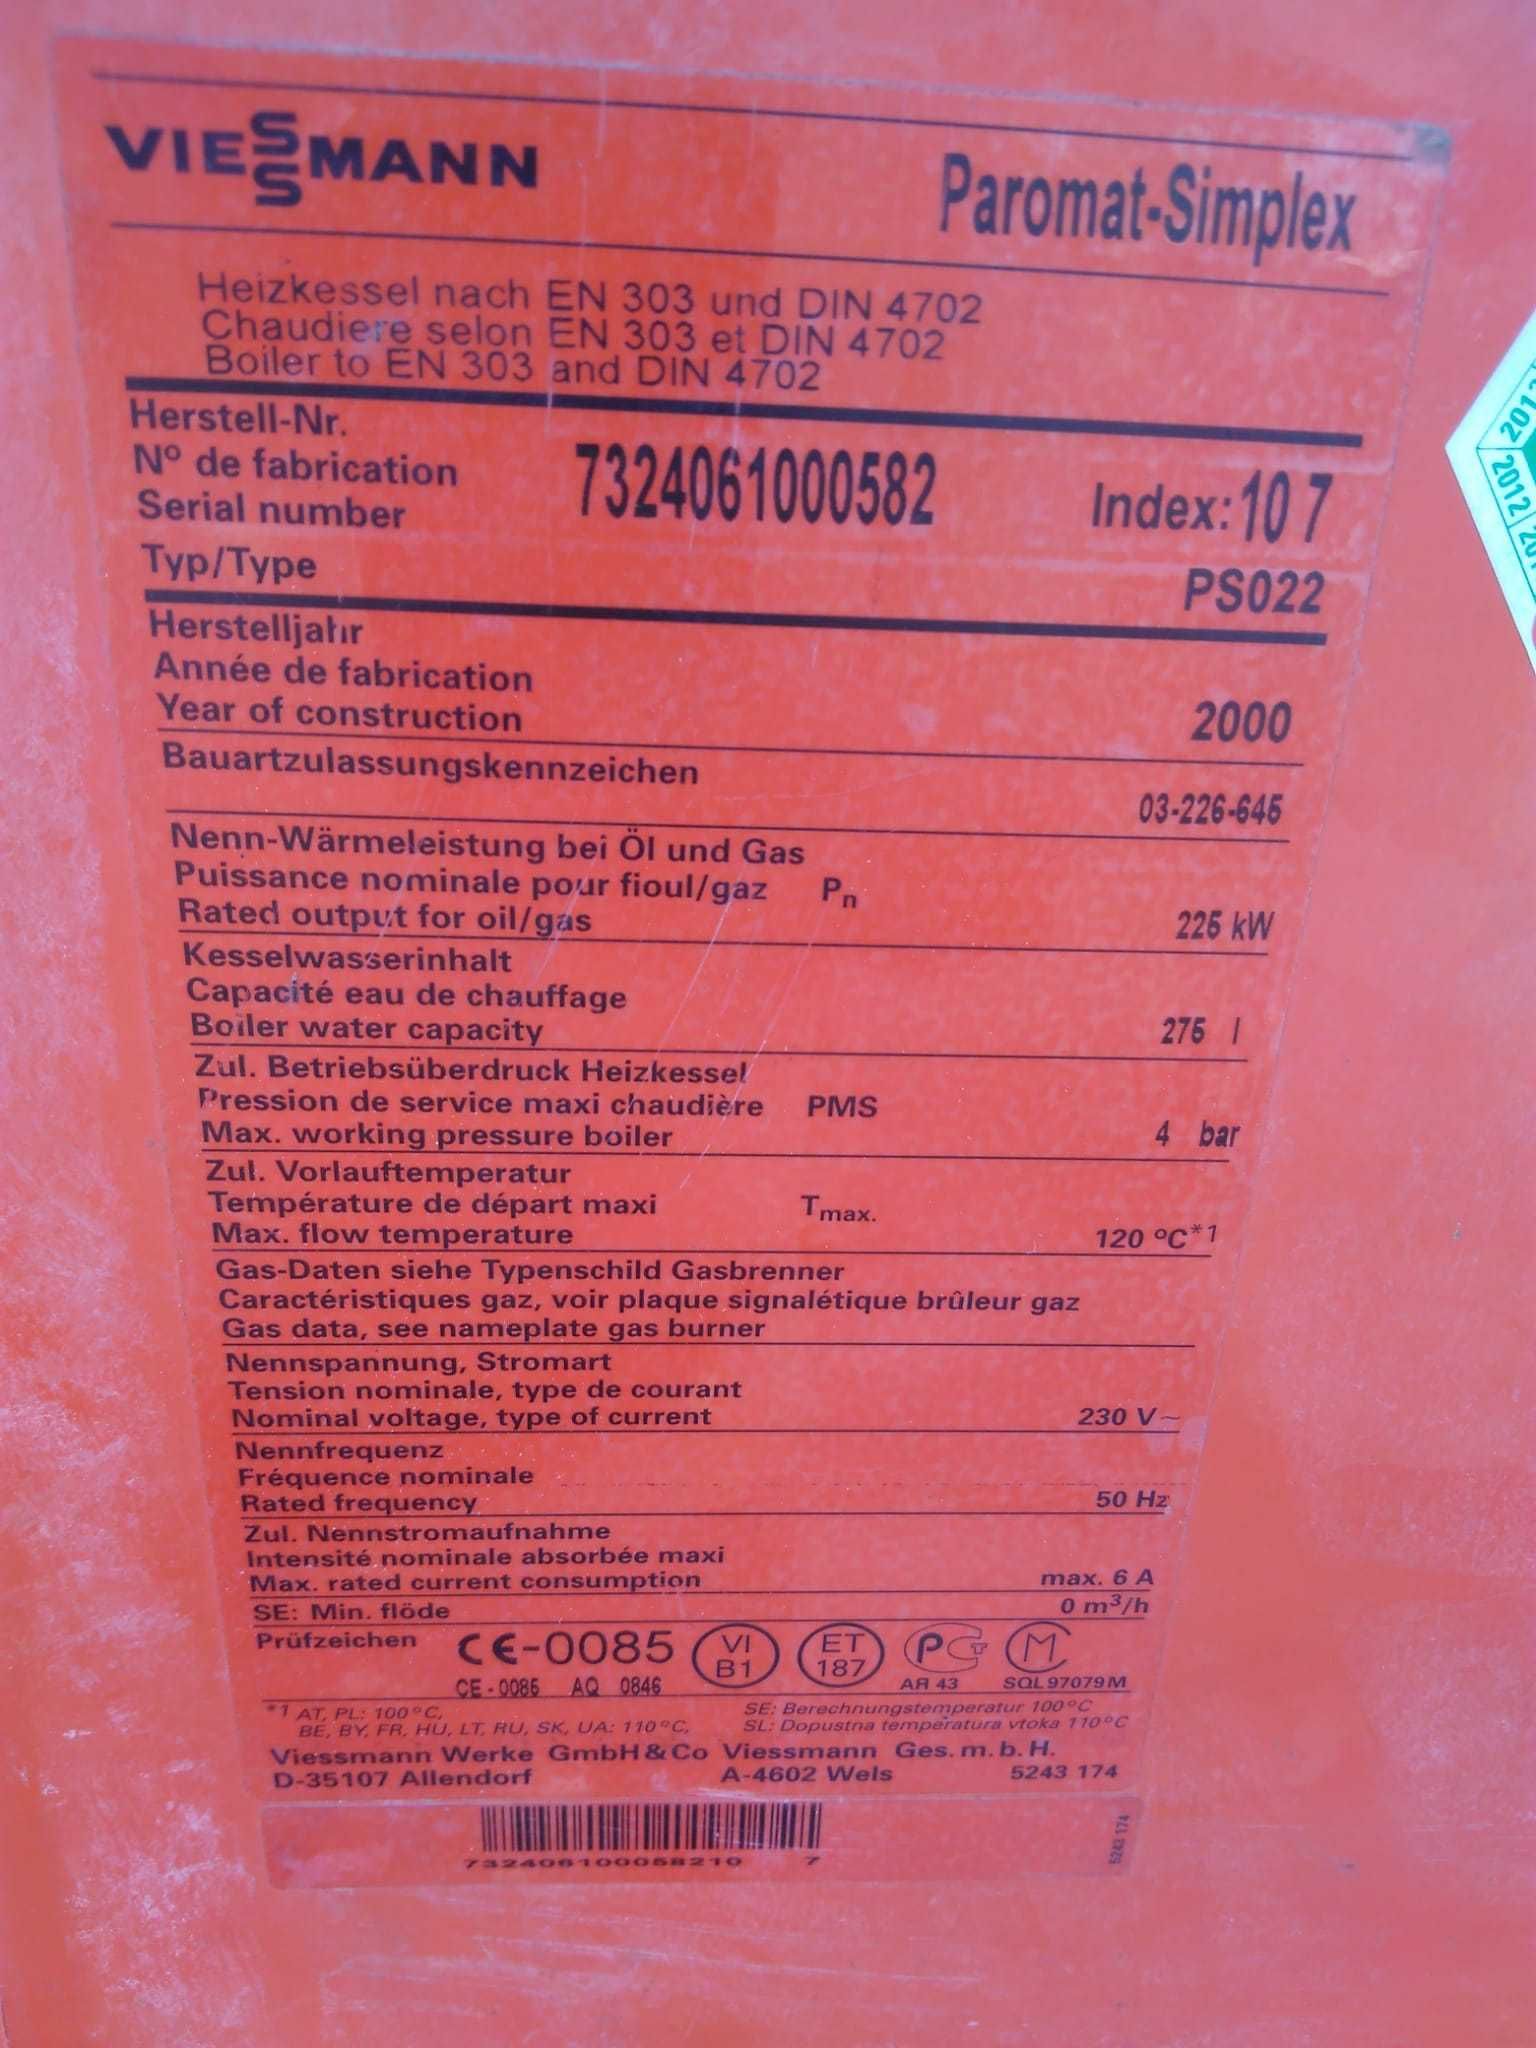 VIESSMANN
Paromat-Simplex
Heizkessel nach EN 303 und DIN 4702
Chaudiere selon EN 303 et DIN 4702
Boiler to EN 303 and DIN 4702
Herstell-Nr.
N° de fabrication
Serial number
7324061000582
Index: 10 7
Typ/Type
PS022
Herstelljahr
Année de fabrication
Year of construction
2000
Bauartzulassungskennzeichen
03-226-645
Nenn-Wärmeleistung bei Öl und Gas
Puissance nominale pour fioul/gaz Pn
Rated output for oil/gas
225 kW
Kesselwasserinhalt
Capacité eau de chauffage
Boiler water capacity
275 l
Zul. Betriebsüberdruck Heizkessel
Pression de service maxi chaudière PMS
Max. working pressure boiler
4 bar
Zul. Vorlauftemperatur
Température de départ maxi Tmax.
Max. flow temperature
120 °C*1
Gas-Daten siehe Typenschild Gasbrenner
Caractéristiques gaz, voir plaque signalétique brûleur gaz
Gas data, see nameplate gas burner
Nennspannung, Stromart
Tension nominale, type de courant
Nominal voltage, type of current
230 V~
Nennfrequenz
Fréquence nominale
Rated frequency
50 Hz
Zul. Nennstromaufnahme
Intensité nominale absorbée maxi
Max. rated current consumption
max. 6 A
SE: Min. flöde
0 m³/h
Prüfzeichen
CE-0085
VI
B1
ET
187
CE - 0085 AQ 0846
AR 43
SQL97079M
*1 AT, PL: 100°C,
BE, BY, FR, HU, LT, RU, SK, UA: 110°C,
SE: Berechnungstemperatur 100°C
SL: Dopustna temperatura vtoka 110°C
Viessmann Werke GmbH&Co
D-35107 Allendorf
Viessmann Ges. m. b. H.
A-4602 Wels
5243 174
732406100058210 7
5243 174
2012